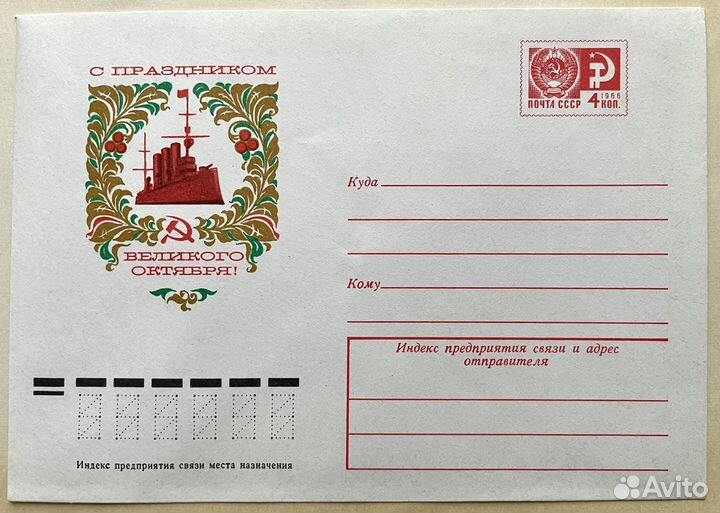 С ПРАЗДНИКОМ
ВЕЛИКОГО
ОКТЯБРЯ!
1966
ПОЧТА СССР 4 КОП.
Куда
Кому
Индекс предприятия связи и адрес
отправителя
Индекс предприятия связи места назначения
Avito